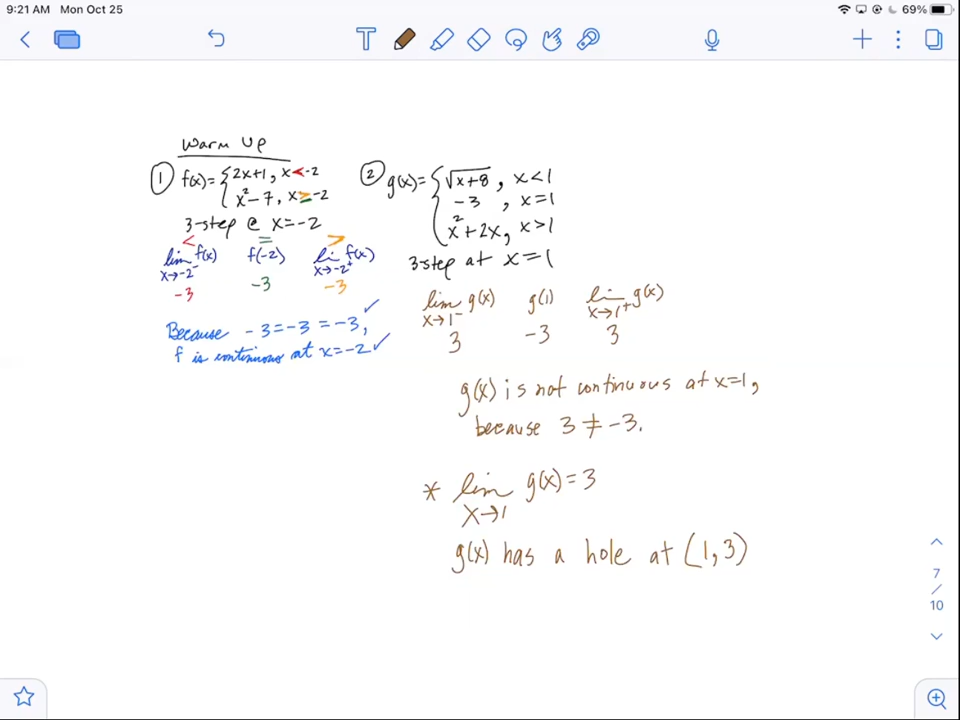 9:21 AM Mon Oct 25
69%
Warm Up
① f(x)= { 2x+1, x<-2
x²-7, x≥-2
3-step @ x=-2
< = >
lim x→-2⁻ f(x) f(-2) lim x→-2⁺ f(x)
-3 -3 -3
Because -3=-3=-3, ✓
f is continuous at x=-2 ✓
② g(x)= { √x+8, x<1
-3, x=1
x²+2x, x>1
3-step at x=1
lim x→1⁻ g(x) g(1) lim x→1⁺ g(x)
3 -3 3
g(x) is not continuous at x=1,
because 3≠-3.
* lim x→1 g(x)=3
g(x) has a hole at (1,3)
7
/
10